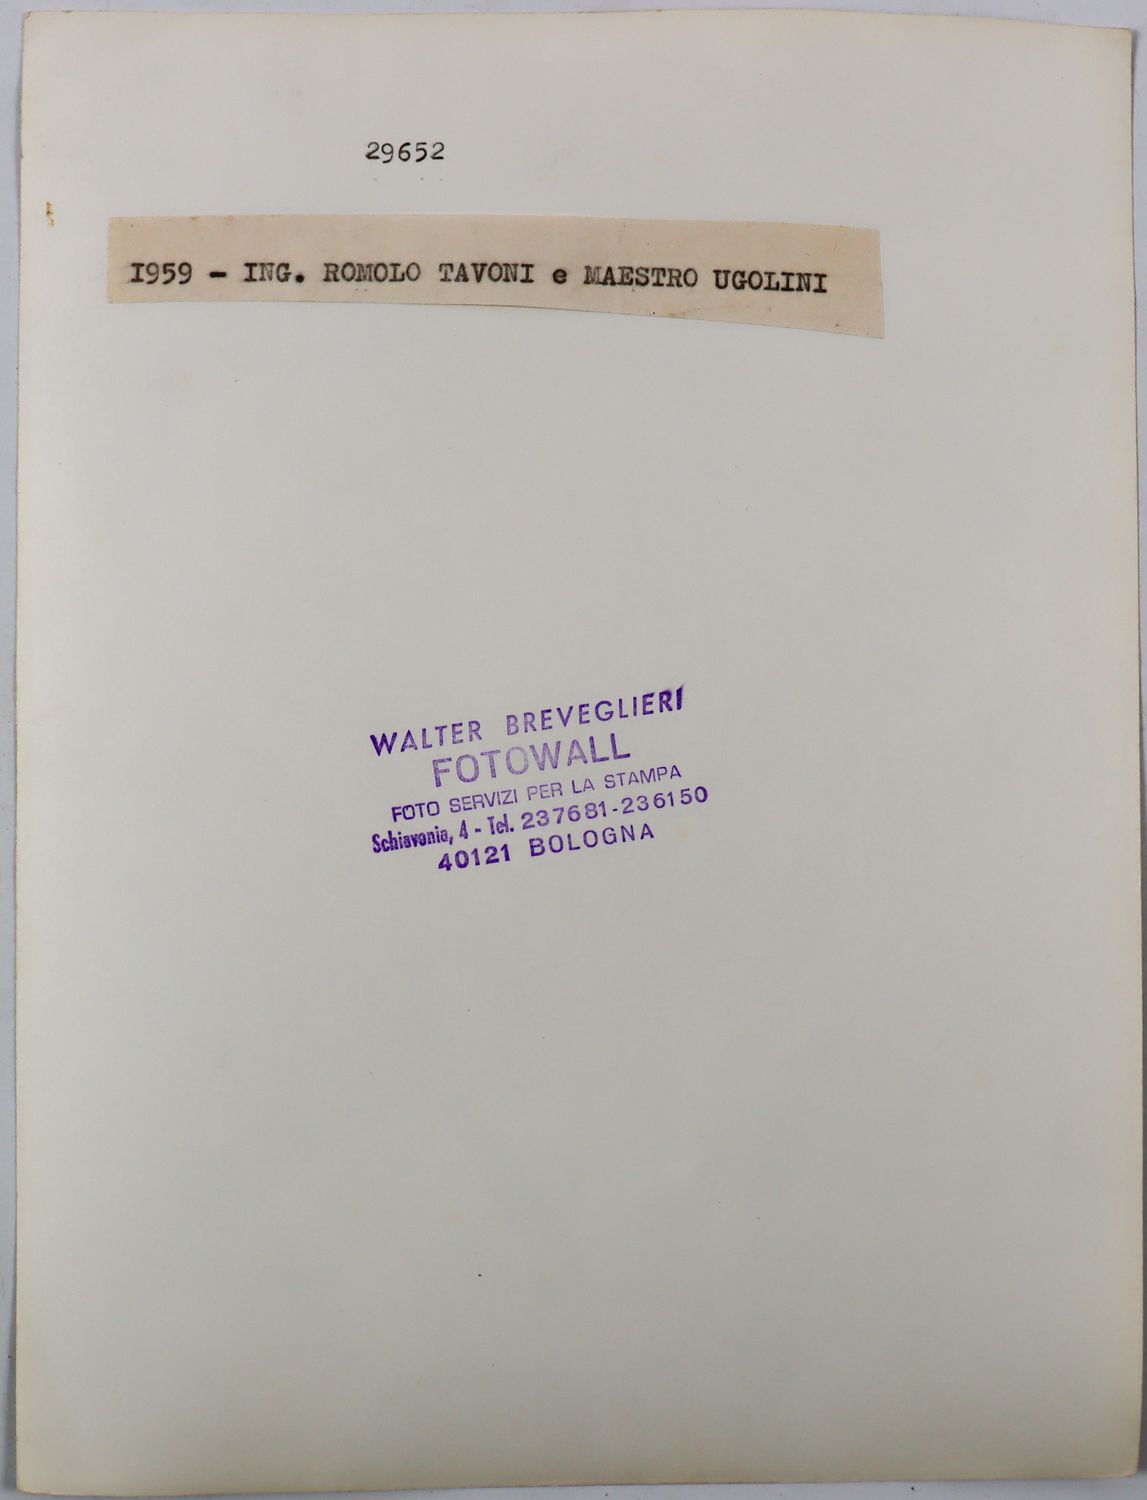 29652
I959 - ING. ROMOLO TAVONI e MAESTRO UGOLINI
WALTER BREVEGLIERI
FOTOWALL
FOTO SERVIZI PER LA STAMPA
Schiavonia, 4 - Tel. 237681-236150
40121 BOLOGNA